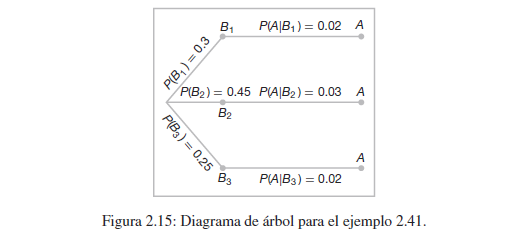 B₁ P(A|B₁) = 0.02 A
P(B₁) = 0.3
P(B₂) = 0.45 P(A|B₂) = 0.03 A
B₂
P(B₃) = 0.25
A
B₃ P(A|B₃) = 0.02
Figura 2.15: Diagrama de árbol para el ejemplo 2.41.